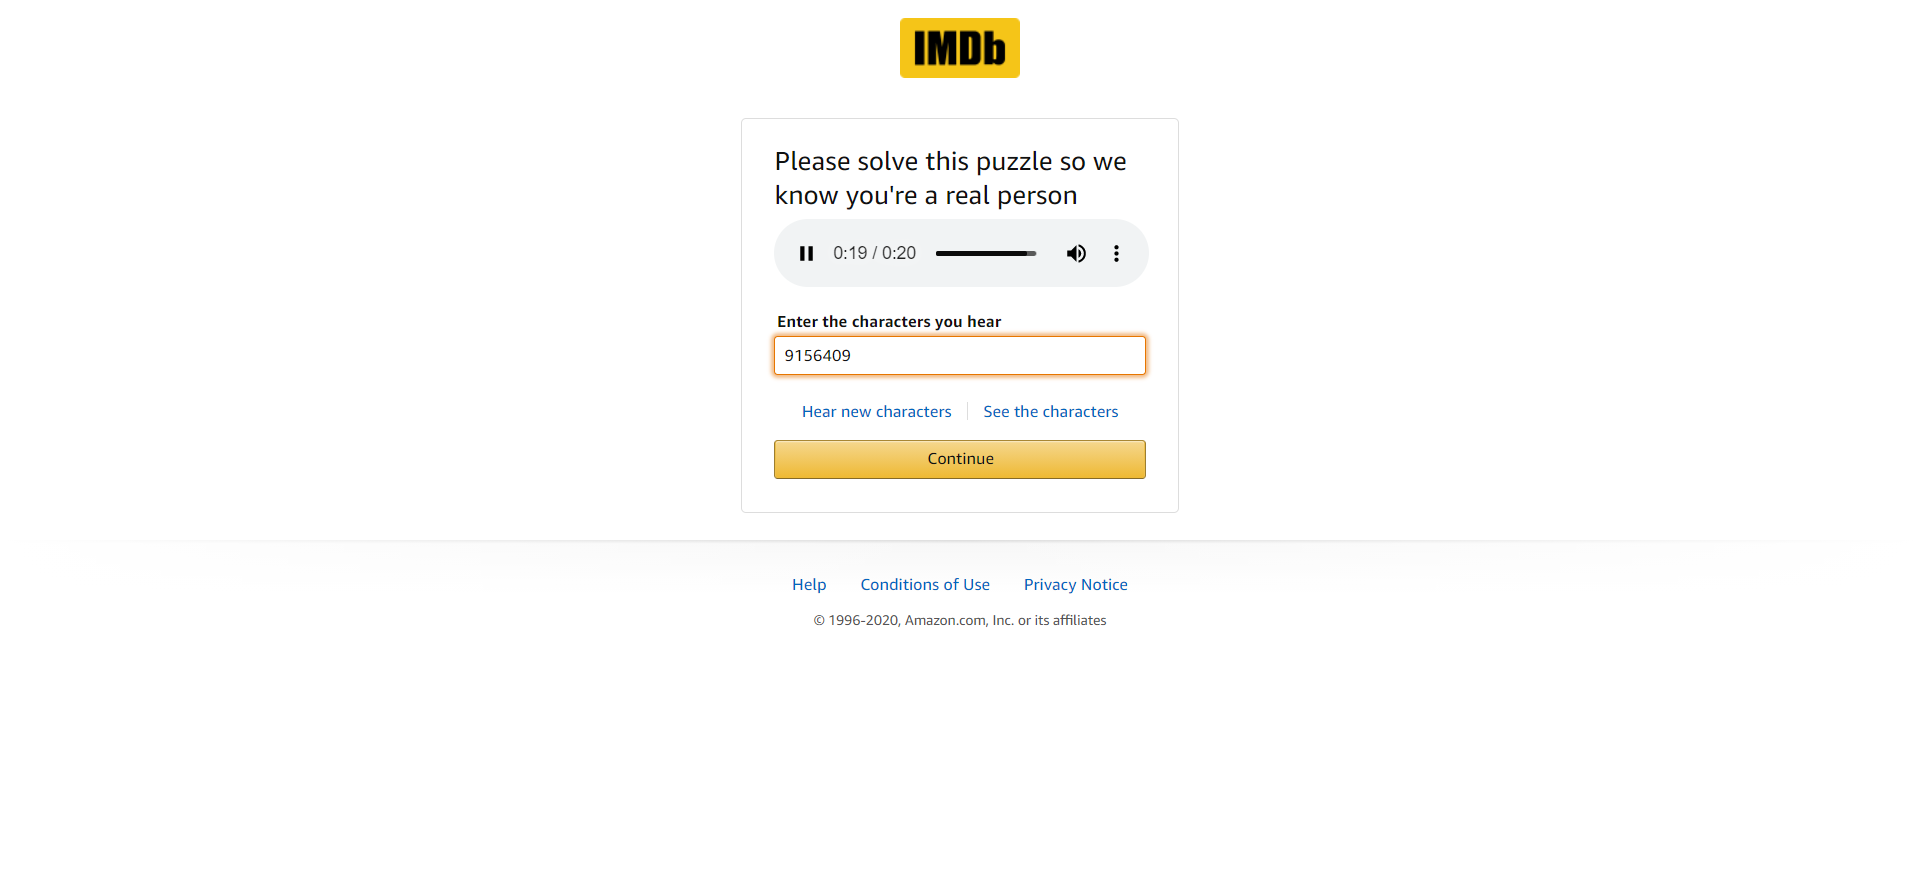 IMDb
Please solve this puzzle so we
know you're a real person
0:19 / 0:20
Enter the characters you hear
9156409
Hear new characters
See the characters
Continue
Help
Conditions of Use
Privacy Notice
© 1996-2020, Amazon.com, Inc. or its affiliates